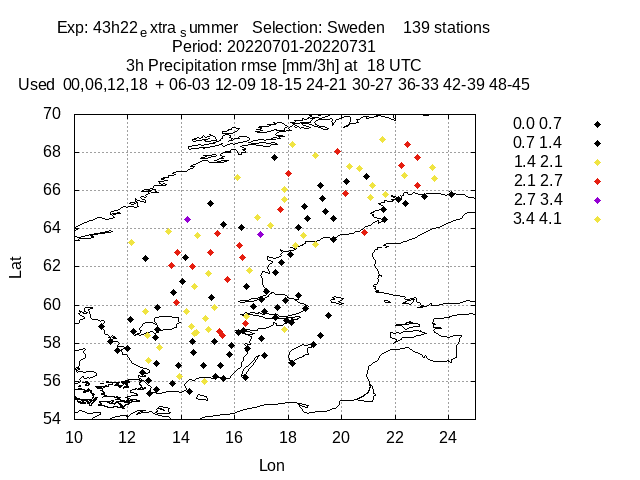 Exp: 43h22 e xtra s ummer   Selection: Sweden    139 stations
Period: 20220701-20220731
3h Precipitation rmse [mm/3h] at  18 UTC
Used  00,06,12,18  + 06-03 12-09 18-15 24-21 30-27 36-33 42-39 48-45
70
68
66
64
62
60
58
56
54
Lat
10 12 14 16 18 20 22 24
Lon
0.0 0.7
0.7 1.4
1.4 2.1
2.1 2.7
2.7 3.4
3.4 4.1